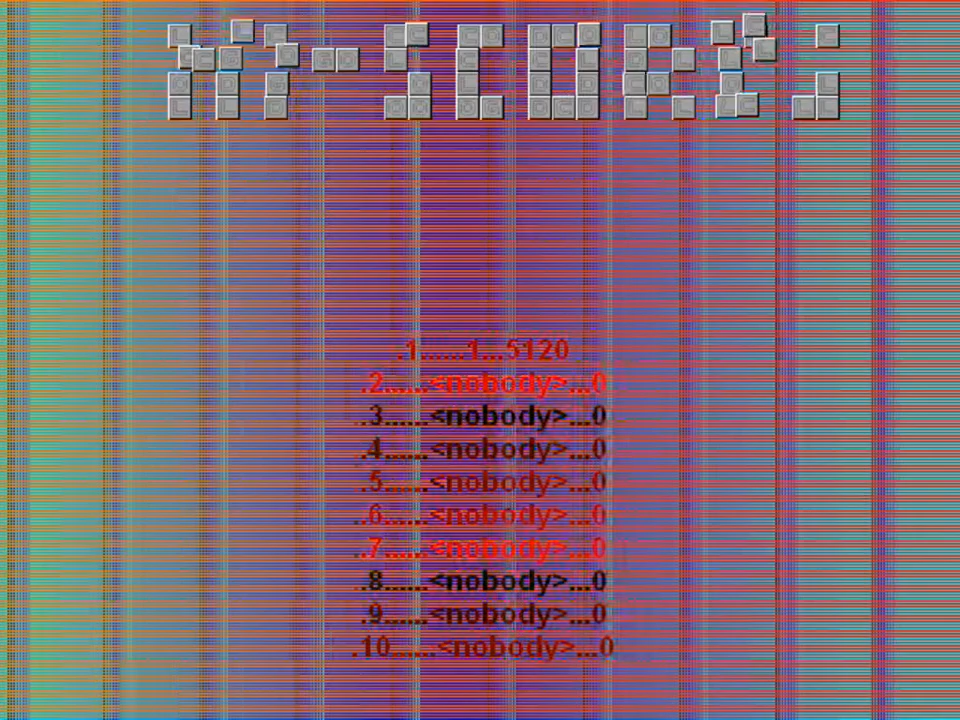 HI-SCORES
.1......1...5120
.2......<nobody>...0
..3......<nobody>...0
.4......<nobody>...0
.5......<nobody>...0
..6......<nobody>...0
..7......<nobody>...0
..8......<nobody>...0
.9......<nobody>...0
.10......<nobody>...0